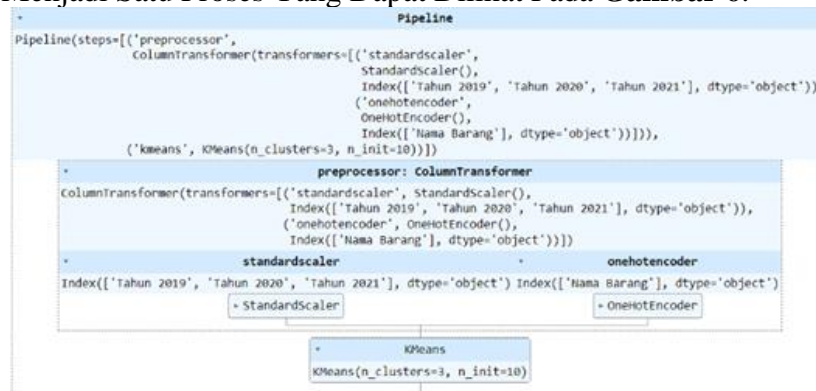 Menjadi Satu Proses Yang Dapat Dilihat Pada Gambar 6.
Pipeline
Pipeline(steps=[('preprocessor',
ColumnTransformer(transformers=[('standardscaler',
StandardScaler(),
Index(['Tahun 2019', 'Tahun 2020', 'Tahun 2021'], dtype='object')),
('onehotencoder',
OneHotEncoder(),
Index(['Nama Barang'], dtype='object'))])),
('kmeans', KMeans(n_clusters=3, n_init=10))])
preprocessor: ColumnTransformer
ColumnTransformer(transformers=[('standardscaler', StandardScaler(),
Index(['Tahun 2019', 'Tahun 2020', 'Tahun 2021'], dtype='object')),
('onehotencoder', OneHotEncoder(),
Index(['Nama Barang'], dtype='object'))])
standardscaler
onehotencoder
Index(['Tahun 2019', 'Tahun 2020', 'Tahun 2021'], dtype='object')
Index(['Nama Barang'], dtype='object')
StandardScaler
OneHotEncoder
KMeans
KMeans(n_clusters=3, n_init=10)